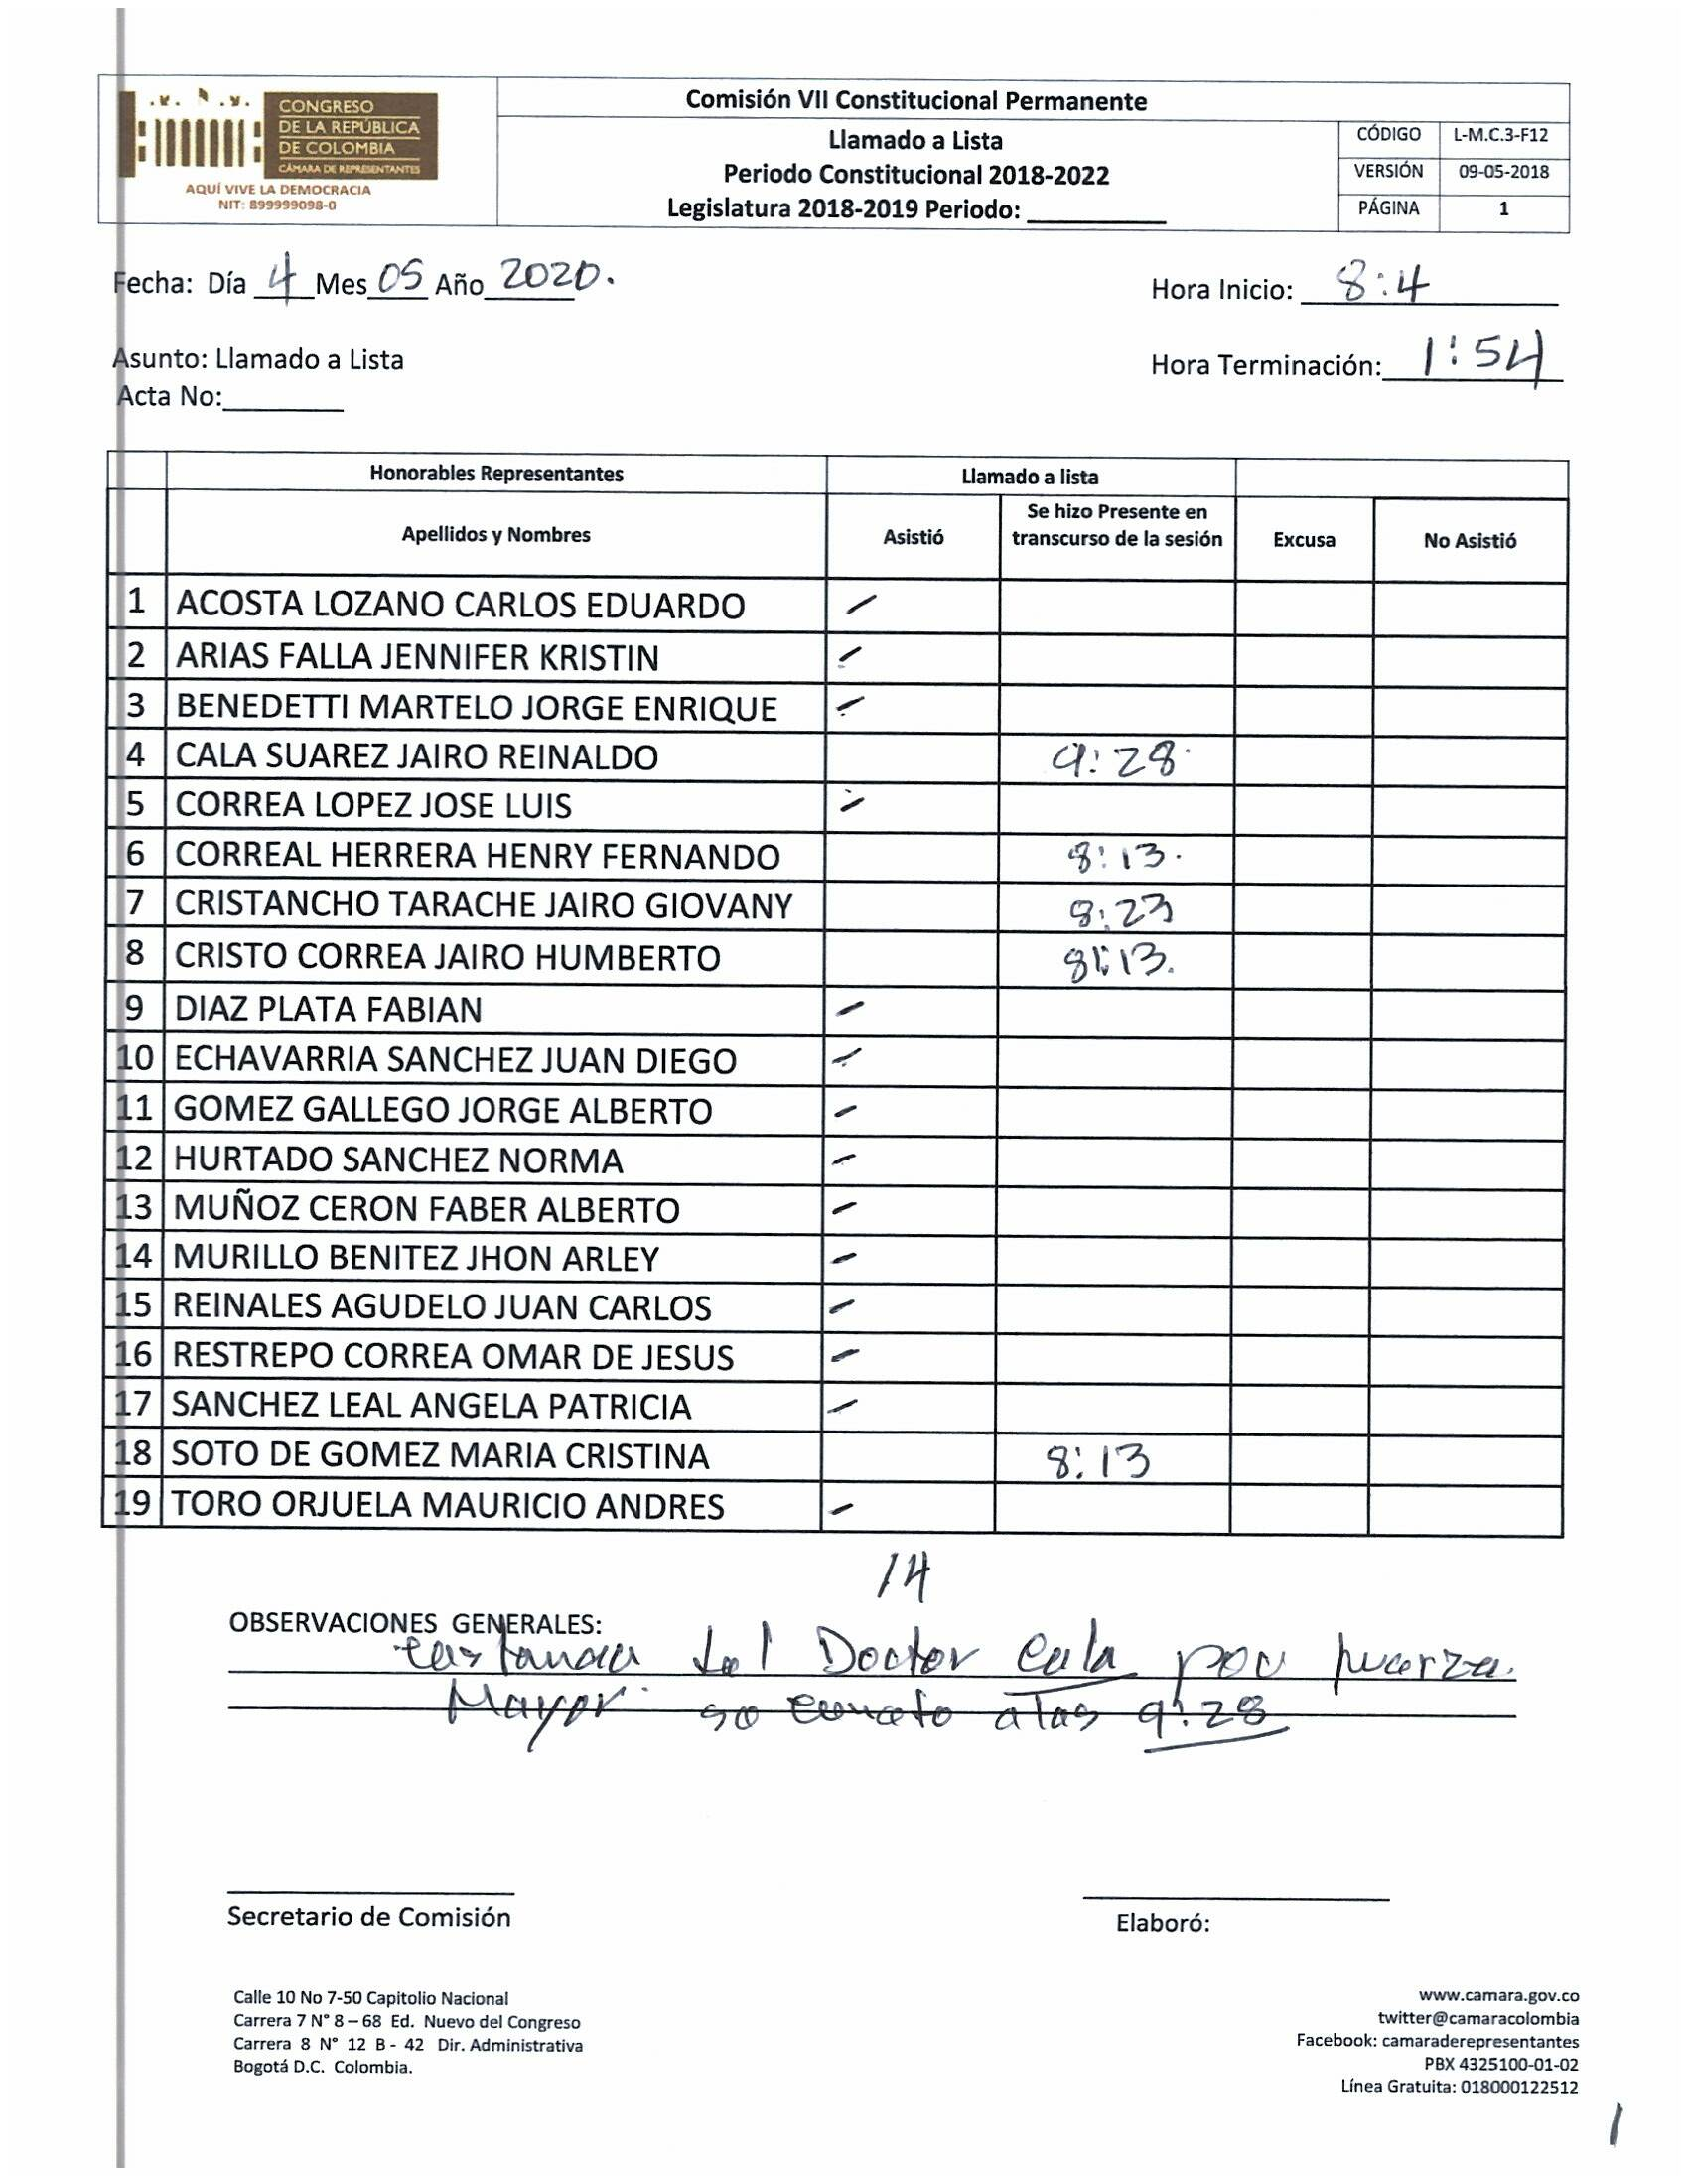 CONGRESO
DE LA REPÚBLICA
DE COLOMBIA
CÁMARA DE REPRESENTANTES
AQUÍ VIVE LA DEMOCRACIA
NIT: 899999098-0
Comisión VII Constitucional Permanente
Llamado a Lista
Periodo Constitucional 2018-2022
Legislatura 2018-2019 Periodo:
CÓDIGO L-M.C.3-F12
VERSIÓN 09-05-2018
PÁGINA 1
Fecha: Día 4 Mes 05 Año 2020.
Hora Inicio: 8:4
Asunto: Llamado a Lista
Hora Terminación: 1:54
Acta No:
Honorables Representantes Llamado a lista
Apellidos y Nombres Asistió Se hizo Presente en transcurso de la sesión Excusa No Asistió
1 ACOSTA LOZANO CARLOS EDUARDO
2 ARIAS FALLA JENNIFER KRISTIN
3 BENEDETTI MARTELO JORGE ENRIQUE
4 CALA SUAREZ JAIRO REINALDO 9:28
5 CORREA LOPEZ JOSE LUIS
6 CORREAL HERRERA HENRY FERNANDO 8:13.
7 CRISTANCHO TARACHE JAIRO GIOVANY 8:23
8 CRISTO CORREA JAIRO HUMBERTO 8:13.
9 DIAZ PLATA FABIAN
10 ECHAVARRIA SANCHEZ JUAN DIEGO
11 GOMEZ GALLEGO JORGE ALBERTO
12 HURTADO SANCHEZ NORMA
13 MUÑOZ CERON FABER ALBERTO
14 MURILLO BENITEZ JHON ARLEY
15 REINALES AGUDELO JUAN CARLOS
16 RESTREPO CORREA OMAR DE JESUS
17 SANCHEZ LEAL ANGELA PATRICIA
18 SOTO DE GOMEZ MARIA CRISTINA 8:13
19 TORO ORJUELA MAURICIO ANDRES
14
OBSERVACIONES GENERALES:
Doctor Cala por
Mayor. a las 9:28
Secretario de Comisión
Elaboró:
Calle 10 No 7-50 Capitolio Nacional
Carrera 7 N° 8 – 68 Ed. Nuevo del Congreso
Carrera 8 N° 12 B - 42 Dir. Administrativa
Bogotá D.C. Colombia.
www.camara.gov.co
twitter@camaracolombia
Facebook: camaraderepresentantes
PBX 4325100-01-02
Línea Gratuita: 018000122512
1